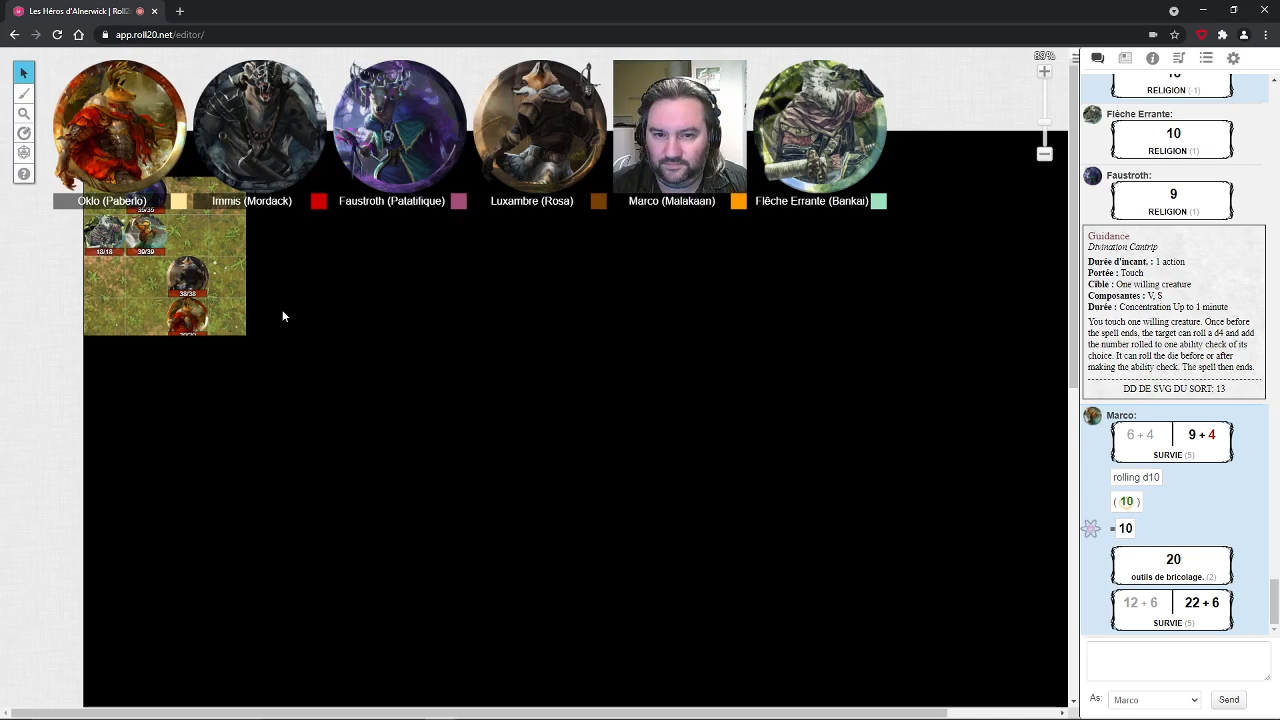 Les Héros d'Alnerwick | Roll2
app.roll20.net/editor/
89%
Oklo (Paberlo)
Immis (Mordack)
Faustroth (Patatifique)
Luxambre (Rosa)
Marco (Malakaan)
Flêche Errante (Bankai)
35/35
18/18
39/39
38/38
RELIGION (-1)
Flêche Errante:
10
RELIGION (1)
Faustroth:
9
RELIGION (1)
Guidance
Divination Cantrip
Durée d'incant. : 1 action
Portée : Touch
Cible : One willing creature
Composantes : V, S
Durée : Concentration Up to 1 minute
You touch one willing creature. Once before
the spell ends, the target can roll a d4 and add
the number rolled to one ability check of its
choice. It can roll the die before or after
making the ability check. The spell then ends.
DD DE SVG DU SORT: 13
Marco:
6 + 4 9 + 4
SURVIE (5)
rolling d10
( 10 )
= 10
20
outils de bricolage. (2)
12 + 6 22 + 6
SURVIE (5)
As: Marco Send